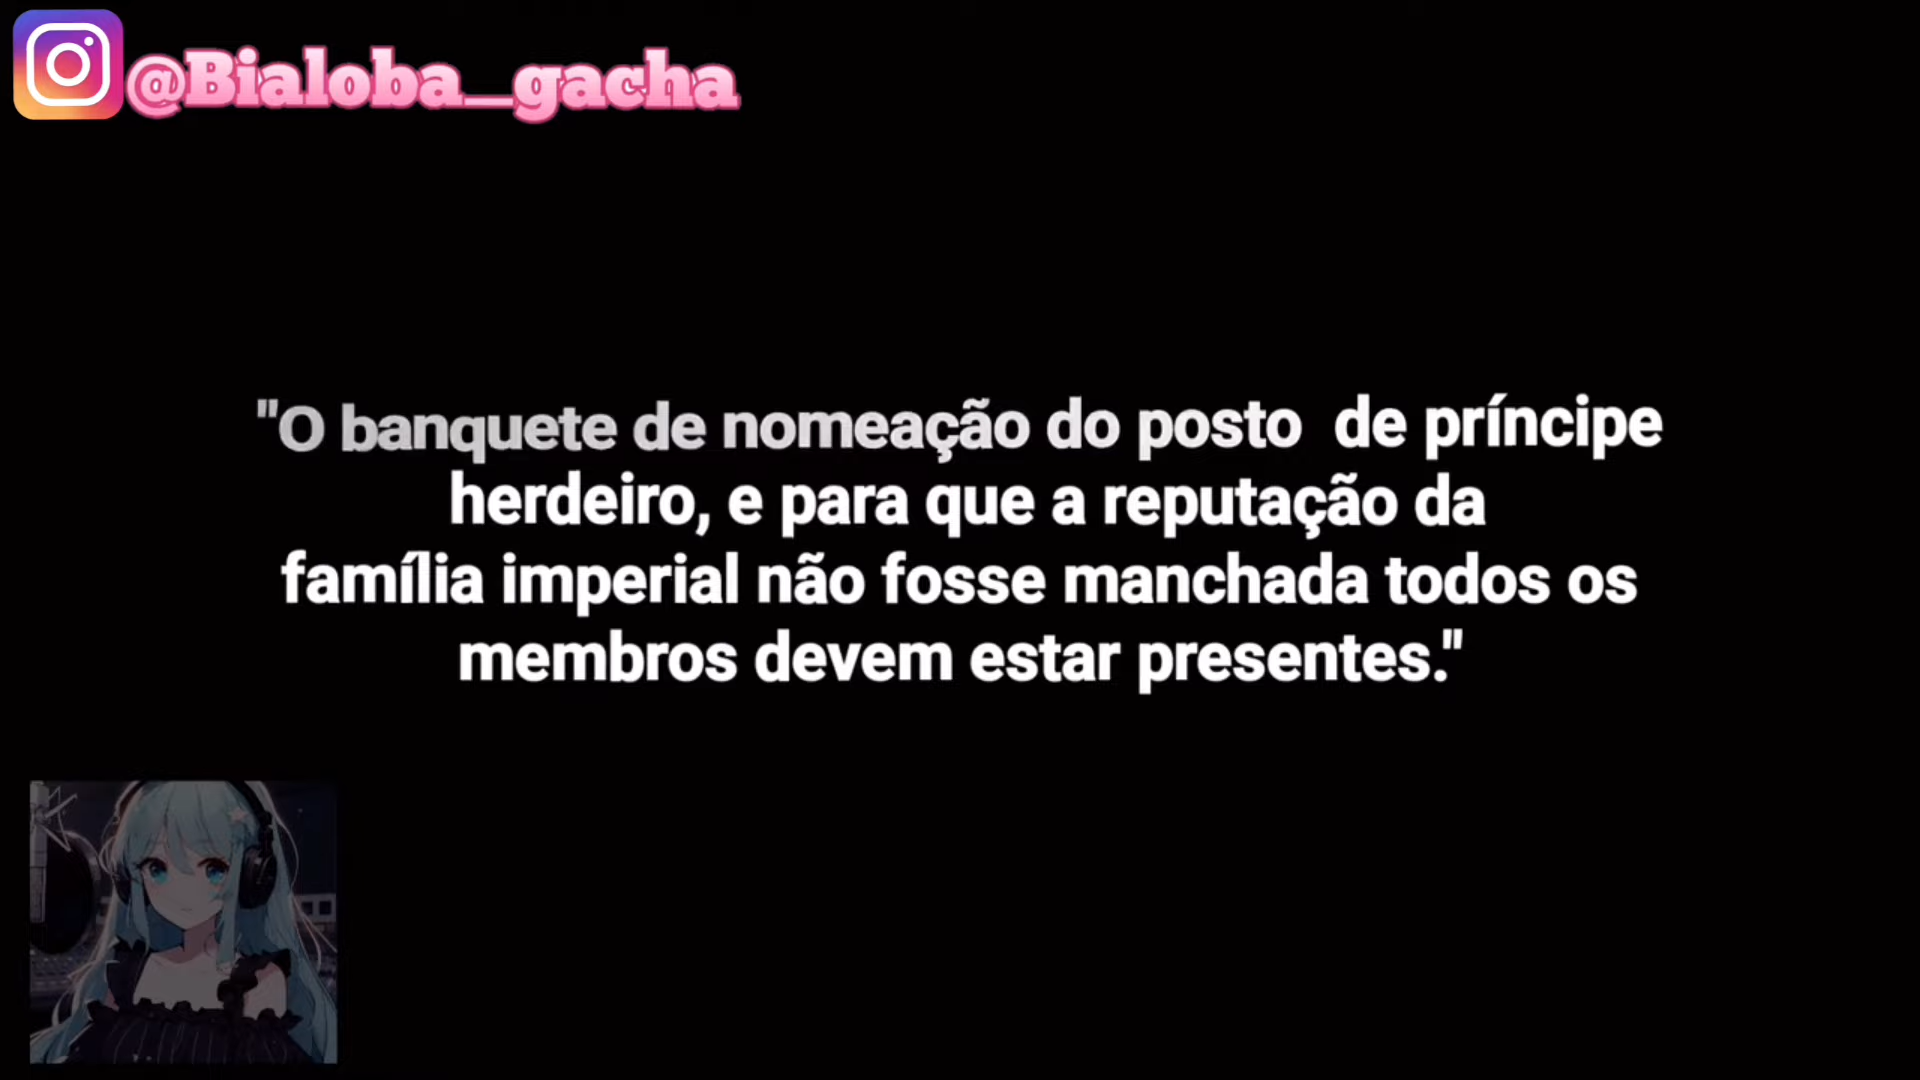 @Bialoba_gacha
"O banquete de nomeação do posto de príncipe
herdeiro, e para que a reputação da
família imperial não fosse manchada todos os
membros devem estar presentes."